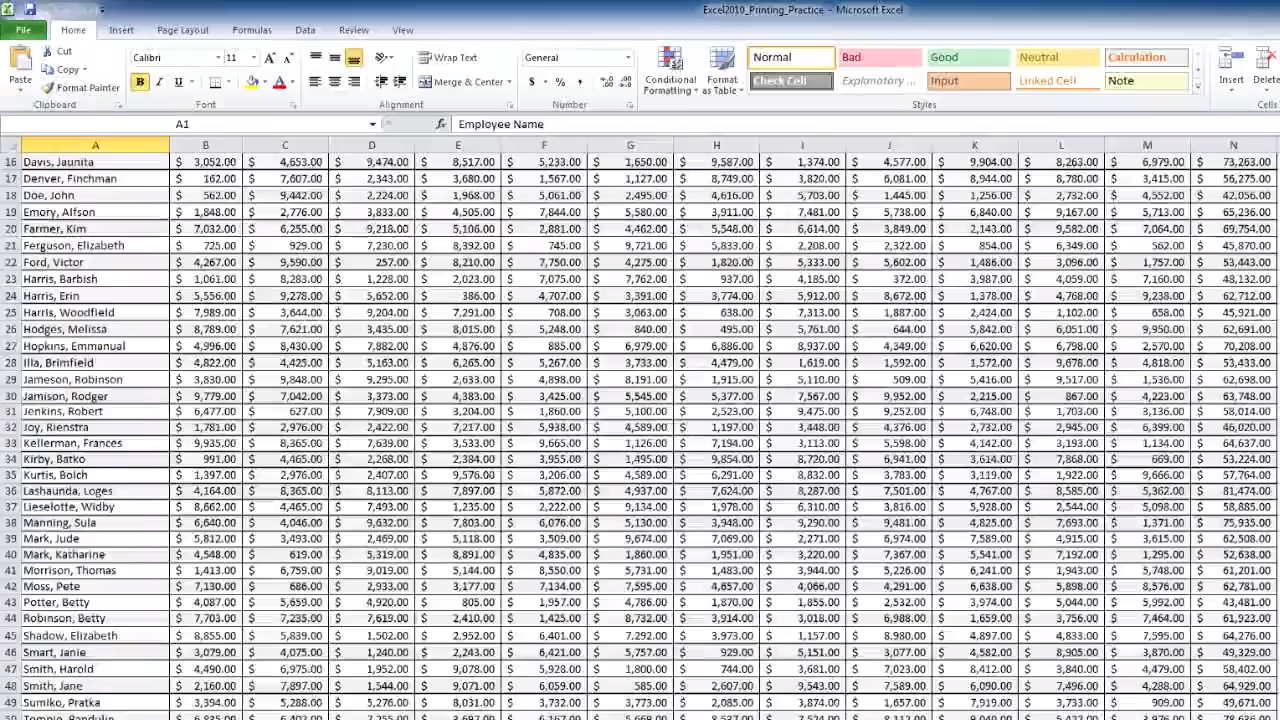 Excel2010_Printing_Practice - Microsoft Excel
File Home Insert Page Layout Formulas Data Review View
Cut
Copy
Format Painter
Paste
Clipboard
Calibri 11
B I U
Font
Wrap Text
Merge & Center
Alignment
General
$ % ,
Number
Conditional Formatting
Format as Table
Normal Bad Good Neutral Calculation
Check Cell Explanatory ... Input Linked Cell Note
Styles
Insert Delete
Cells
A1 fx Employee Name
A B C D E F G H I J K L M N
16 Davis, Jaunita $ 3,052.00 $ 4,653.00 $ 9,474.00 $ 8,517.00 $ 5,233.00 $ 1,650.00 $ 9,587.00 $ 1,374.00 $ 4,577.00 $ 9,904.00 $ 8,263.00 $ 6,979.00 $ 73,263.00
17 Denver, Finchman $ 162.00 $ 7,607.00 $ 2,343.00 $ 3,680.00 $ 1,567.00 $ 1,127.00 $ 8,749.00 $ 3,820.00 $ 6,081.00 $ 8,944.00 $ 8,780.00 $ 3,415.00 $ 56,275.00
18 Doe, John $ 562.00 $ 9,442.00 $ 2,224.00 $ 1,968.00 $ 5,061.00 $ 2,495.00 $ 4,616.00 $ 5,703.00 $ 1,445.00 $ 1,256.00 $ 2,732.00 $ 4,552.00 $ 42,056.00
19 Emory, Alfson $ 1,848.00 $ 2,776.00 $ 3,833.00 $ 4,505.00 $ 7,844.00 $ 5,580.00 $ 3,911.00 $ 7,481.00 $ 5,738.00 $ 6,840.00 $ 9,167.00 $ 5,713.00 $ 65,236.00
20 Farmer, Kim $ 7,032.00 $ 6,255.00 $ 9,218.00 $ 5,106.00 $ 2,881.00 $ 4,462.00 $ 5,548.00 $ 6,614.00 $ 3,849.00 $ 2,143.00 $ 9,582.00 $ 7,064.00 $ 69,754.00
21 Ferguson, Elizabeth $ 725.00 $ 929.00 $ 7,230.00 $ 8,392.00 $ 745.00 $ 9,721.00 $ 5,833.00 $ 2,208.00 $ 2,322.00 $ 854.00 $ 6,349.00 $ 562.00 $ 45,870.00
22 Ford, Victor $ 4,267.00 $ 9,590.00 $ 257.00 $ 8,210.00 $ 7,750.00 $ 4,275.00 $ 1,820.00 $ 5,333.00 $ 5,602.00 $ 1,486.00 $ 3,096.00 $ 1,757.00 $ 53,443.00
23 Harris, Barbish $ 1,061.00 $ 8,283.00 $ 1,228.00 $ 2,023.00 $ 7,075.00 $ 7,762.00 $ 937.00 $ 4,185.00 $ 372.00 $ 3,987.00 $ 4,059.00 $ 7,160.00 $ 48,132.00
24 Harris, Erin $ 5,556.00 $ 9,278.00 $ 5,652.00 $ 386.00 $ 4,707.00 $ 3,391.00 $ 3,774.00 $ 5,912.00 $ 8,672.00 $ 1,378.00 $ 4,768.00 $ 9,238.00 $ 62,712.00
25 Harris, Woodfield $ 7,989.00 $ 3,644.00 $ 9,204.00 $ 7,291.00 $ 708.00 $ 3,063.00 $ 638.00 $ 7,313.00 $ 1,887.00 $ 2,424.00 $ 1,102.00 $ 658.00 $ 45,921.00
26 Hodges, Melissa $ 8,789.00 $ 7,621.00 $ 3,435.00 $ 8,015.00 $ 5,248.00 $ 840.00 $ 495.00 $ 5,761.00 $ 644.00 $ 5,842.00 $ 6,051.00 $ 9,950.00 $ 62,691.00
27 Hopkins, Emmanual $ 4,996.00 $ 8,430.00 $ 7,882.00 $ 4,876.00 $ 885.00 $ 6,979.00 $ 6,886.00 $ 8,937.00 $ 4,349.00 $ 6,620.00 $ 6,798.00 $ 2,570.00 $ 70,208.00
28 Illa, Brimfield $ 4,822.00 $ 4,425.00 $ 5,163.00 $ 6,265.00 $ 5,267.00 $ 3,733.00 $ 4,479.00 $ 1,619.00 $ 1,592.00 $ 1,572.00 $ 9,678.00 $ 4,818.00 $ 53,433.00
29 Jameson, Robinson $ 3,830.00 $ 9,848.00 $ 9,295.00 $ 2,633.00 $ 4,898.00 $ 8,191.00 $ 1,915.00 $ 5,110.00 $ 509.00 $ 5,416.00 $ 9,517.00 $ 1,536.00 $ 62,698.00
30 Jamison, Rodger $ 9,779.00 $ 7,042.00 $ 3,373.00 $ 4,383.00 $ 3,425.00 $ 5,545.00 $ 5,377.00 $ 7,567.00 $ 9,952.00 $ 2,215.00 $ 867.00 $ 4,223.00 $ 63,748.00
31 Jenkins, Robert $ 6,477.00 $ 627.00 $ 7,909.00 $ 3,204.00 $ 1,860.00 $ 5,100.00 $ 2,523.00 $ 9,475.00 $ 9,252.00 $ 6,748.00 $ 1,703.00 $ 3,136.00 $ 58,014.00
32 Joy, Rienstra $ 1,781.00 $ 2,976.00 $ 2,422.00 $ 7,217.00 $ 5,938.00 $ 4,589.00 $ 1,197.00 $ 3,448.00 $ 4,376.00 $ 2,732.00 $ 2,945.00 $ 6,399.00 $ 46,020.00
33 Kellerman, Frances $ 9,935.00 $ 8,365.00 $ 7,639.00 $ 3,533.00 $ 9,665.00 $ 1,126.00 $ 7,194.00 $ 3,113.00 $ 5,598.00 $ 4,142.00 $ 3,193.00 $ 1,134.00 $ 64,637.00
34 Kirby, Batko $ 991.00 $ 4,465.00 $ 2,268.00 $ 2,384.00 $ 3,955.00 $ 1,495.00 $ 9,854.00 $ 8,720.00 $ 6,941.00 $ 3,614.00 $ 7,868.00 $ 669.00 $ 53,224.00
35 Kurtis, Boich $ 1,397.00 $ 2,976.00 $ 2,407.00 $ 9,576.00 $ 3,206.00 $ 4,589.00 $ 6,291.00 $ 8,832.00 $ 3,783.00 $ 3,119.00 $ 1,922.00 $ 9,666.00 $ 57,764.00
36 Lashaunda, Loges $ 4,164.00 $ 8,365.00 $ 8,113.00 $ 7,897.00 $ 5,872.00 $ 4,937.00 $ 7,624.00 $ 8,287.00 $ 7,501.00 $ 4,767.00 $ 8,585.00 $ 5,362.00 $ 81,474.00
37 Lieselotte, Widby $ 8,662.00 $ 4,465.00 $ 7,493.00 $ 1,235.00 $ 2,222.00 $ 9,134.00 $ 1,978.00 $ 6,310.00 $ 3,816.00 $ 5,928.00 $ 2,544.00 $ 5,098.00 $ 58,885.00
38 Manning, Sula $ 6,640.00 $ 4,046.00 $ 9,632.00 $ 7,803.00 $ 6,076.00 $ 5,130.00 $ 3,948.00 $ 9,290.00 $ 9,481.00 $ 4,825.00 $ 7,693.00 $ 1,371.00 $ 75,935.00
39 Mark, Jude $ 5,812.00 $ 3,493.00 $ 2,469.00 $ 5,118.00 $ 3,509.00 $ 9,674.00 $ 7,069.00 $ 2,271.00 $ 6,974.00 $ 7,589.00 $ 4,915.00 $ 3,615.00 $ 62,508.00
40 Mark, Katharine $ 4,548.00 $ 619.00 $ 5,319.00 $ 8,891.00 $ 4,835.00 $ 1,860.00 $ 1,951.00 $ 3,220.00 $ 7,367.00 $ 5,541.00 $ 7,192.00 $ 1,295.00 $ 52,638.00
41 Morrison, Thomas $ 1,413.00 $ 6,759.00 $ 9,019.00 $ 5,144.00 $ 8,550.00 $ 5,731.00 $ 1,483.00 $ 3,944.00 $ 5,226.00 $ 6,241.00 $ 1,943.00 $ 5,748.00 $ 61,201.00
42 Moss, Pete $ 7,130.00 $ 686.00 $ 2,933.00 $ 3,177.00 $ 7,134.00 $ 7,595.00 $ 4,657.00 $ 4,066.00 $ 4,291.00 $ 6,638.00 $ 5,898.00 $ 8,576.00 $ 62,781.00
43 Potter, Betty $ 4,087.00 $ 5,659.00 $ 4,920.00 $ 805.00 $ 1,957.00 $ 4,786.00 $ 1,870.00 $ 1,855.00 $ 2,532.00 $ 3,974.00 $ 5,044.00 $ 5,992.00 $ 43,481.00
44 Robinson, Betty $ 7,703.00 $ 7,235.00 $ 7,619.00 $ 2,410.00 $ 1,425.00 $ 8,732.00 $ 3,914.00 $ 3,018.00 $ 6,988.00 $ 1,659.00 $ 3,756.00 $ 7,464.00 $ 61,923.00
45 Shadow, Elizabeth $ 8,855.00 $ 5,839.00 $ 1,502.00 $ 2,952.00 $ 6,401.00 $ 7,292.00 $ 3,973.00 $ 1,157.00 $ 8,980.00 $ 4,897.00 $ 4,833.00 $ 7,595.00 $ 64,276.00
46 Smart, Janie $ 3,079.00 $ 4,075.00 $ 1,240.00 $ 2,243.00 $ 6,421.00 $ 5,757.00 $ 929.00 $ 5,151.00 $ 3,077.00 $ 4,582.00 $ 8,905.00 $ 3,870.00 $ 49,329.00
47 Smith, Harold $ 4,490.00 $ 6,975.00 $ 1,952.00 $ 9,078.00 $ 5,928.00 $ 1,800.00 $ 744.00 $ 3,681.00 $ 7,023.00 $ 8,412.00 $ 3,840.00 $ 4,479.00 $ 58,402.00
48 Smith, Jane $ 2,160.00 $ 7,897.00 $ 1,544.00 $ 9,071.00 $ 6,059.00 $ 585.00 $ 2,607.00 $ 9,543.00 $ 7,589.00 $ 6,090.00 $ 7,496.00 $ 4,288.00 $ 64,929.00
49 Sumiko, Pratka $ 3,394.00 $ 5,288.00 $ 5,276.00 $ 8,031.00 $ 3,732.00 $ 3,773.00 $ 2,085.00 $ 3,874.00 $ 1,657.00 $ 7,919.00 $ 3,733.00 $ 909.00 $ 49,671.00